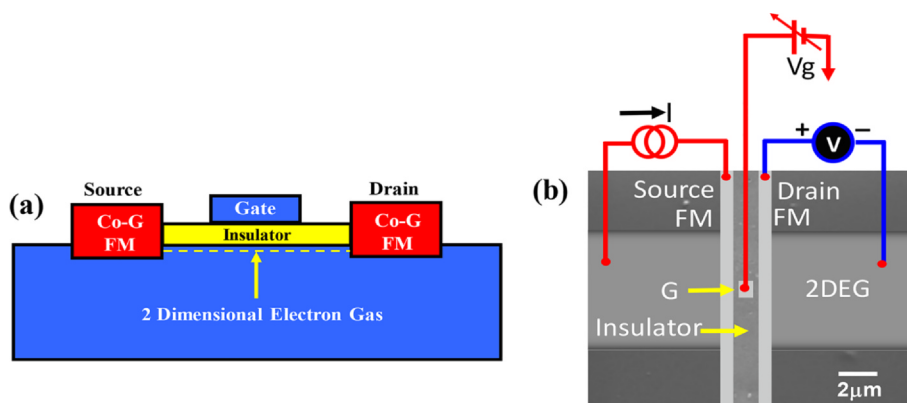 (a)
Source
Drain
Gate
Co-G
FM
Insulator
Co-G
FM
2 Dimensional Electron Gas
(b)
Vg
I
+
V
−
Source
FM
Drain
FM
G
2DEG
Insulator
2μm